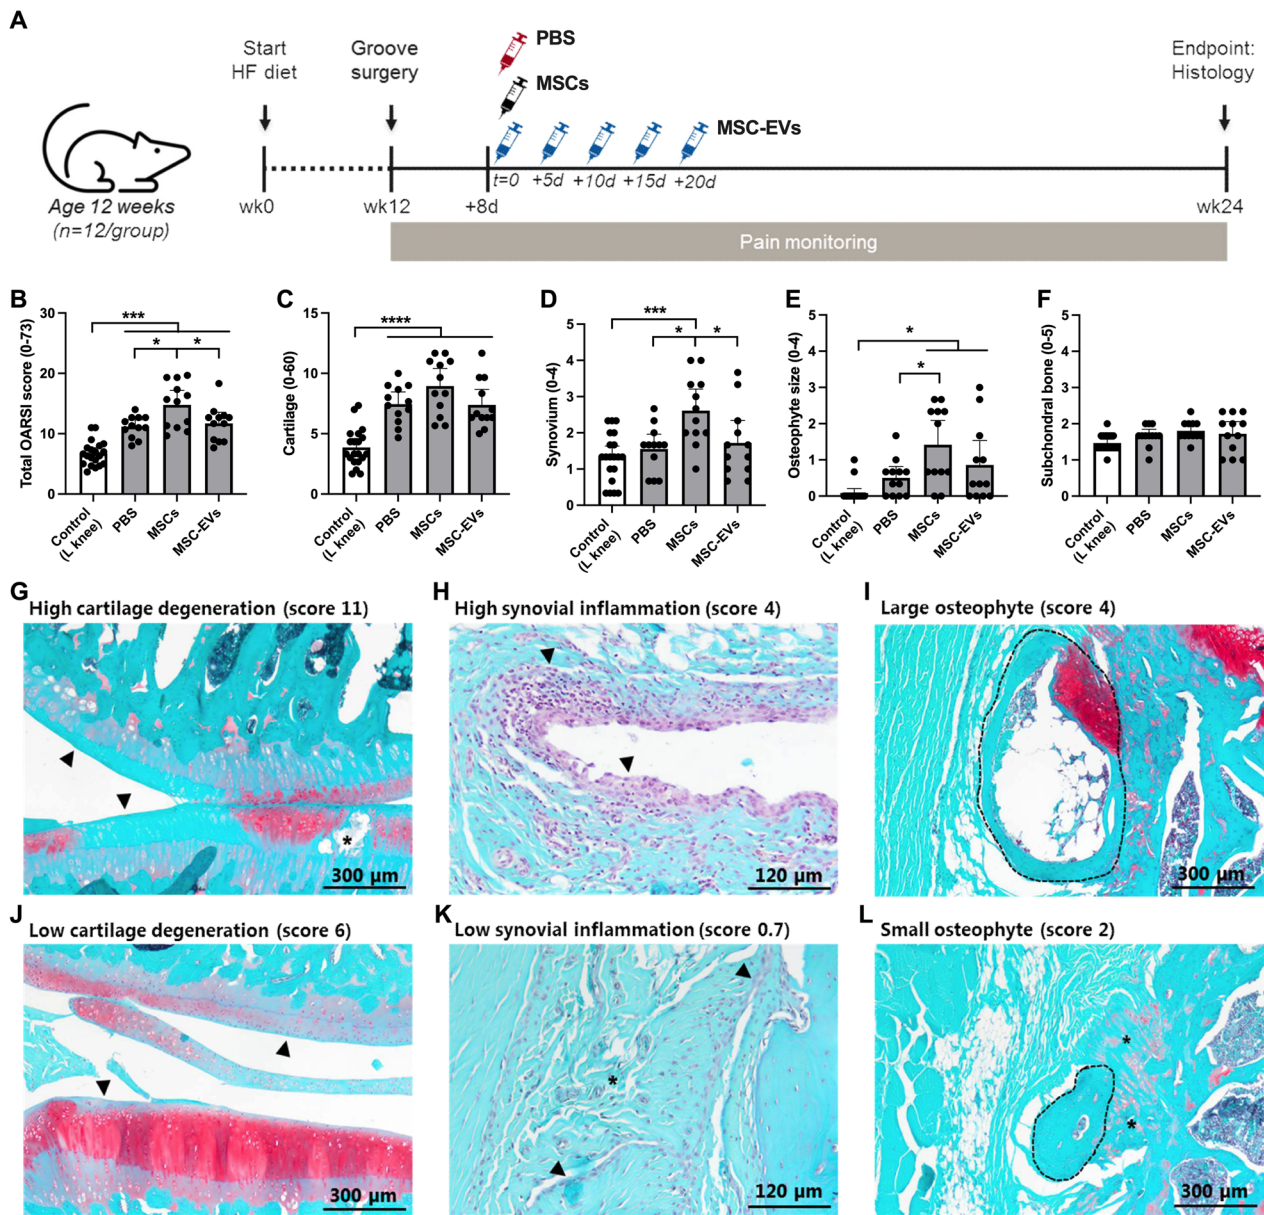 A
Start
HF diet
Groove
surgery
PBS
MSCs
MSC-EVs
Endpoint:
Histology
Age 12 weeks
(n=12/group)
wk0
wk12
+8d
t=0
+5d
+10d
+15d
+20d
wk24
Pain monitoring
B
Total OARSI score (0-73)
30
20
10
0
***
*
*
Control
(L knee)
PBS
MSCs
MSC-EVs
C
Cartilage (0-60)
15
10
5
0
****
Control
(L knee)
PBS
MSCs
MSC-EVs
D
Synovium (0-4)
5
4
3
2
1
0
***
*
*
Control
(L knee)
PBS
MSCs
MSC-EVs
E
Osteophyte size (0-4)
5
4
3
2
1
0
*
*
Control
(L knee)
PBS
MSCs
MSC-EVs
F
Subchondral bone (0-5)
5
4
3
2
1
0
Control
(L knee)
PBS
MSCs
MSC-EVs
G
High cartilage degeneration (score 11)
*
300 µm
H
High synovial inflammation (score 4)
120 µm
I
Large osteophyte (score 4)
300 µm
J
Low cartilage degeneration (score 6)
300 µm
K
Low synovial inflammation (score 0.7)
*
120 µm
L
Small osteophyte (score 2)
*
*
300 µm